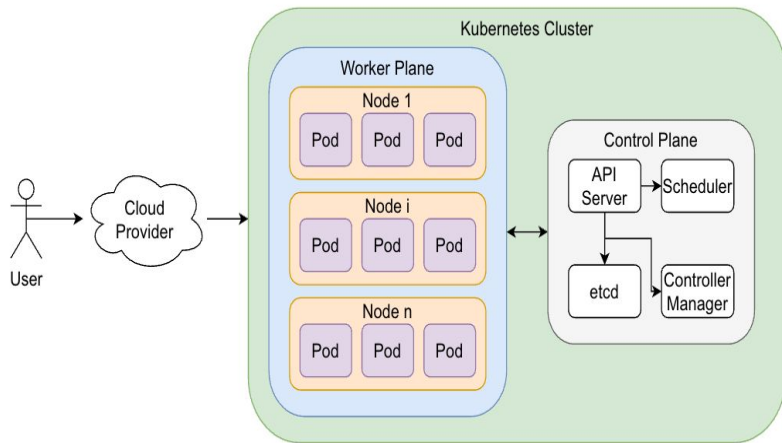 Kubernetes Cluster
Worker Plane
Node 1
Pod Pod Pod
Node i
Pod Pod Pod
Node n
Pod Pod Pod
Control Plane
API
Server
Scheduler
etcd
Controller
Manager
Cloud
Provider
User